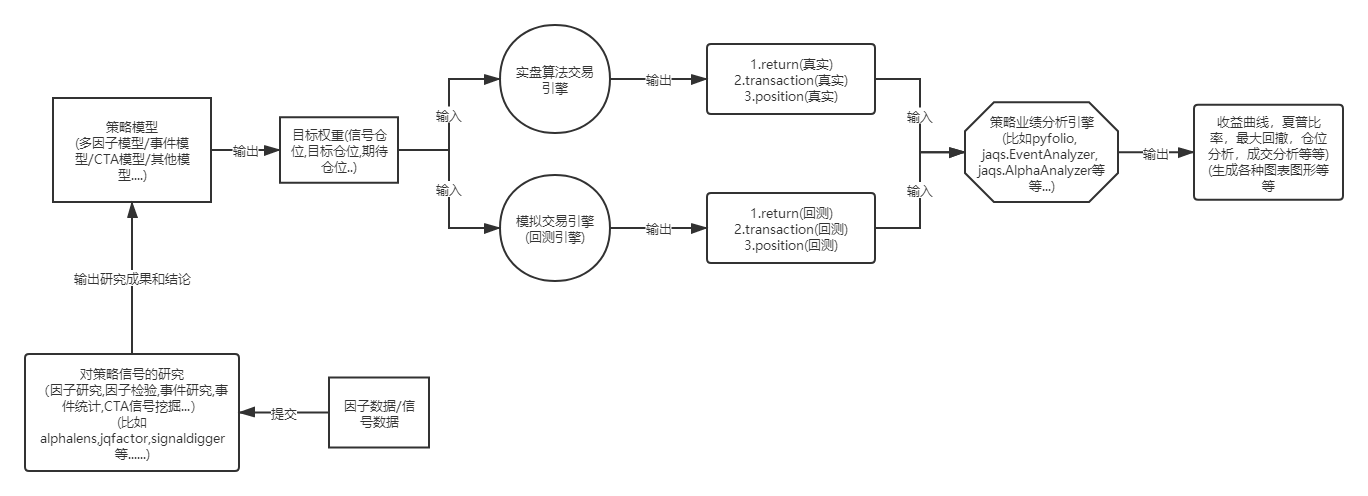 策略模型
(多因子模型/事件模
型/CTA模型/其他模
型....)
输出
目标权重(信号仓
位,目标仓位,期待
仓位..)
输入
输入
实盘算法交易
引擎
输出
1.return(真实)
2.transaction(真实)
3.position(真实)
模拟交易引擎
(回测引擎)
输出
1.return(回测)
2.transaction(回测)
3.position(回测)
输入
输入
策略业绩分析引擎
(比如pyfolio,
jaqs.EventAnalyzer,
jaqs.AlphaAnalyzer等
等...)
输出
收益曲线，夏普比
率，最大回撤，仓位
分析，成交分析等等)
(生成各种图表图形等
等
输出研究成果和结论
对策略信号的研究
（因子研究,因子检验,事件研究,事
件统计,CTA信号挖掘...）
(比如
alphalens,jqfactor,signaldigger
等......)
提交
因子数据/信
号数据